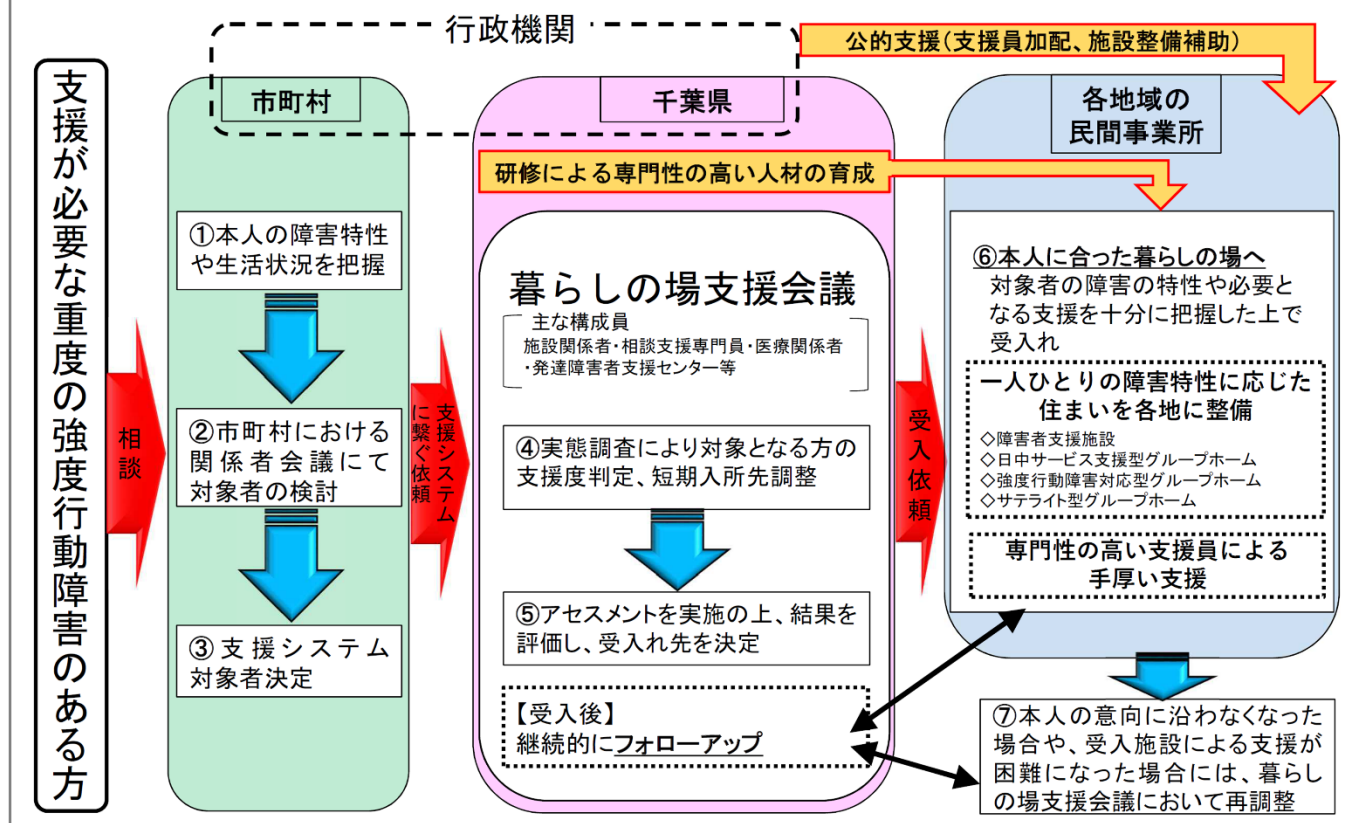 行政機関
公的支援(支援員加配、施設整備補助)
支援が必要な重度の強度行動障害のある方
相談
市町村
①本人の障害特性
や生活状況を把握
②市町村における
関係者会議にて
対象者の検討
③支援システム
対象者決定
支援システム
に繋ぐ依頼
千葉県
研修による専門性の高い人材の育成
暮らしの場支援会議
主な構成員
施設関係者・相談支援専門員・医療関係者
・発達障害者支援センター等
④実態調査により対象となる方の
支援度判定、短期入所先調整
⑤アセスメントを実施の上、結果を
評価し、受入れ先を決定
【受入後】
継続的にフォローアップ
受入依頼
各地域の
民間事業所
⑥本人に合った暮らしの場へ
対象者の障害の特性や必要と
なる支援を十分に把握した上で
受入れ
一人ひとりの障害特性に応じた
住まいを各地に整備
◇障害者支援施設
◇日中サービス支援型グループホーム
◇強度行動障害対応型グループホーム
◇サテライト型グループホーム
専門性の高い支援員による
手厚い支援
⑦本人の意向に沿わなくなった
場合や、受入施設による支援が
困難になった場合には、暮らし
の場支援会議において再調整